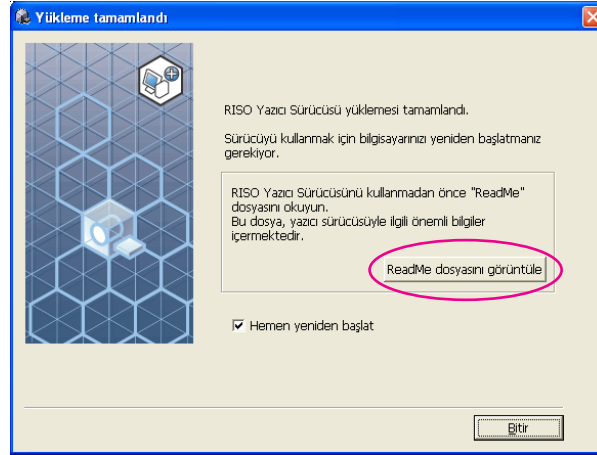 Yükleme tamamlandı
RISO Yazıcı Sürücüsü yüklemesi tamamlandı.
Sürücüyü kullanmak için bilgisayarınızı yeniden başlatmanız
gerekiyor.
RISO Yazıcı Sürücüsünü kullanmadan önce "ReadMe"
dosyasını okuyun.
Bu dosya, yazıcı sürücüsüyle ilgili önemli bilgiler
içermektedir.
ReadMe dosyasını görüntüle
Hemen yeniden başlat
Bitir